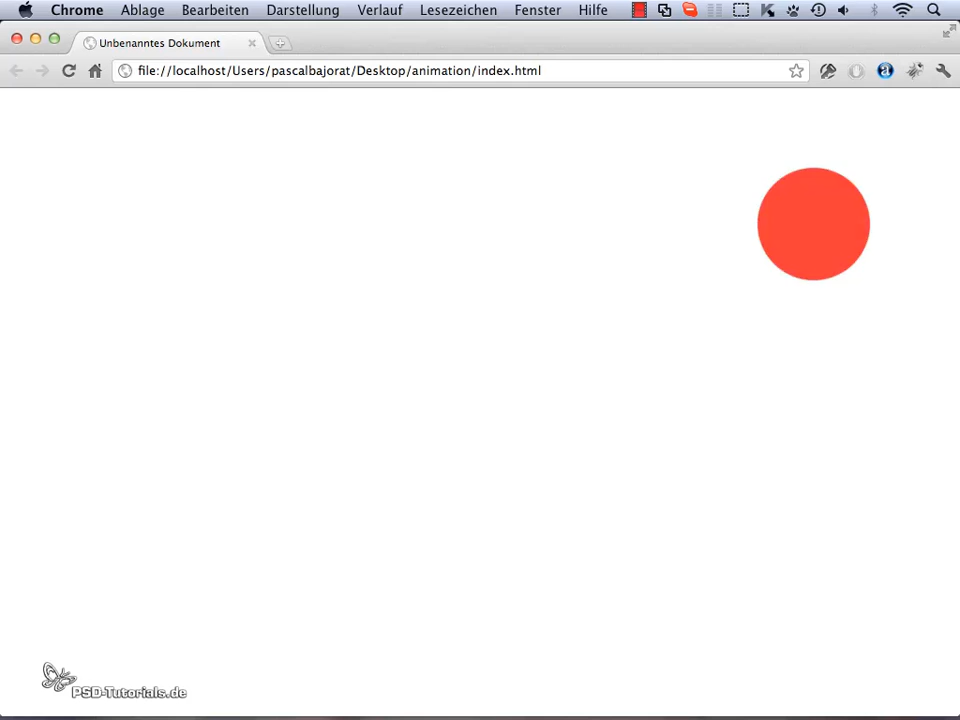 Chrome Ablage Bearbeiten Darstellung Verlauf Lesezeichen Fenster Hilfe
Unbenanntes Dokument
file://localhost/Users/pascalbajorat/Desktop/animation/index.html
PSD-Tutorials.de